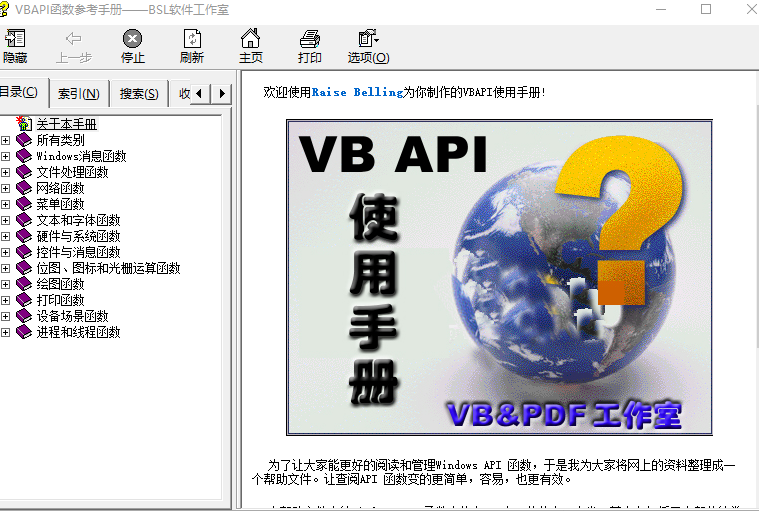 VBAPI函数参考手册——BSL软件工作室
隐藏
上一步
停止
刷新
主页
打印
选项(O)
目录(C)
索引(N)
搜索(S)
收
关于本手册
所有类别
Windows消息函数
文件处理函数
网络函数
菜单函数
文本和字体函数
硬件与系统函数
控件与消息函数
位图、图标和光栅运算函数
绘图函数
打印函数
设备场景函数
进程和线程函数
欢迎使用Raise Belling为你制作的VBAPI使用手册!
VB API
使用手册
VB&PDF工作室
为了让大家能更好的阅读和管理Windows API 函数，于是我为大家将网上的资料整理成一
个帮助文件。让查阅API 函数变的更简单，容易，也更有效。